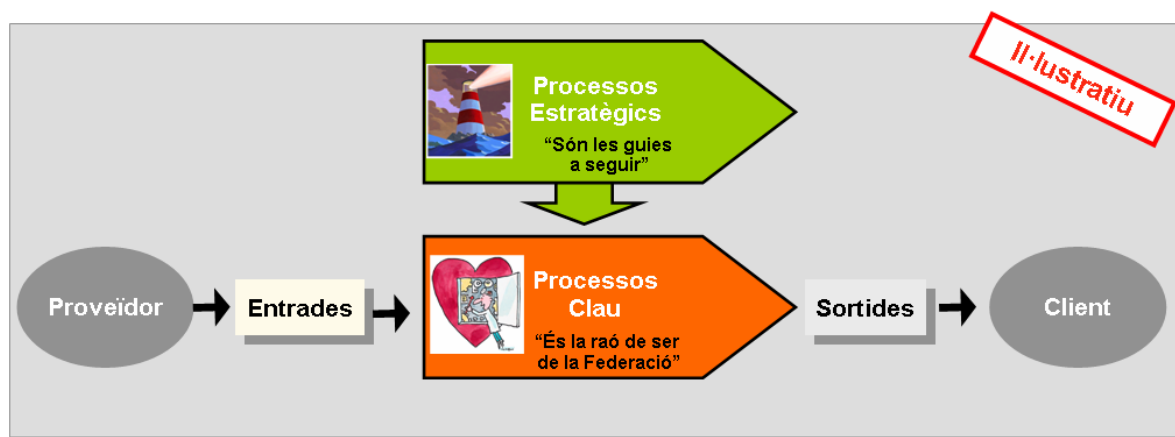 Il·lustratiu
Processos
Estratègics
“Són les guies
a seguir”
Proveïdor
Entrades
Processos
Clau
“És la raó de ser
de la Federació”
Sortides
Client